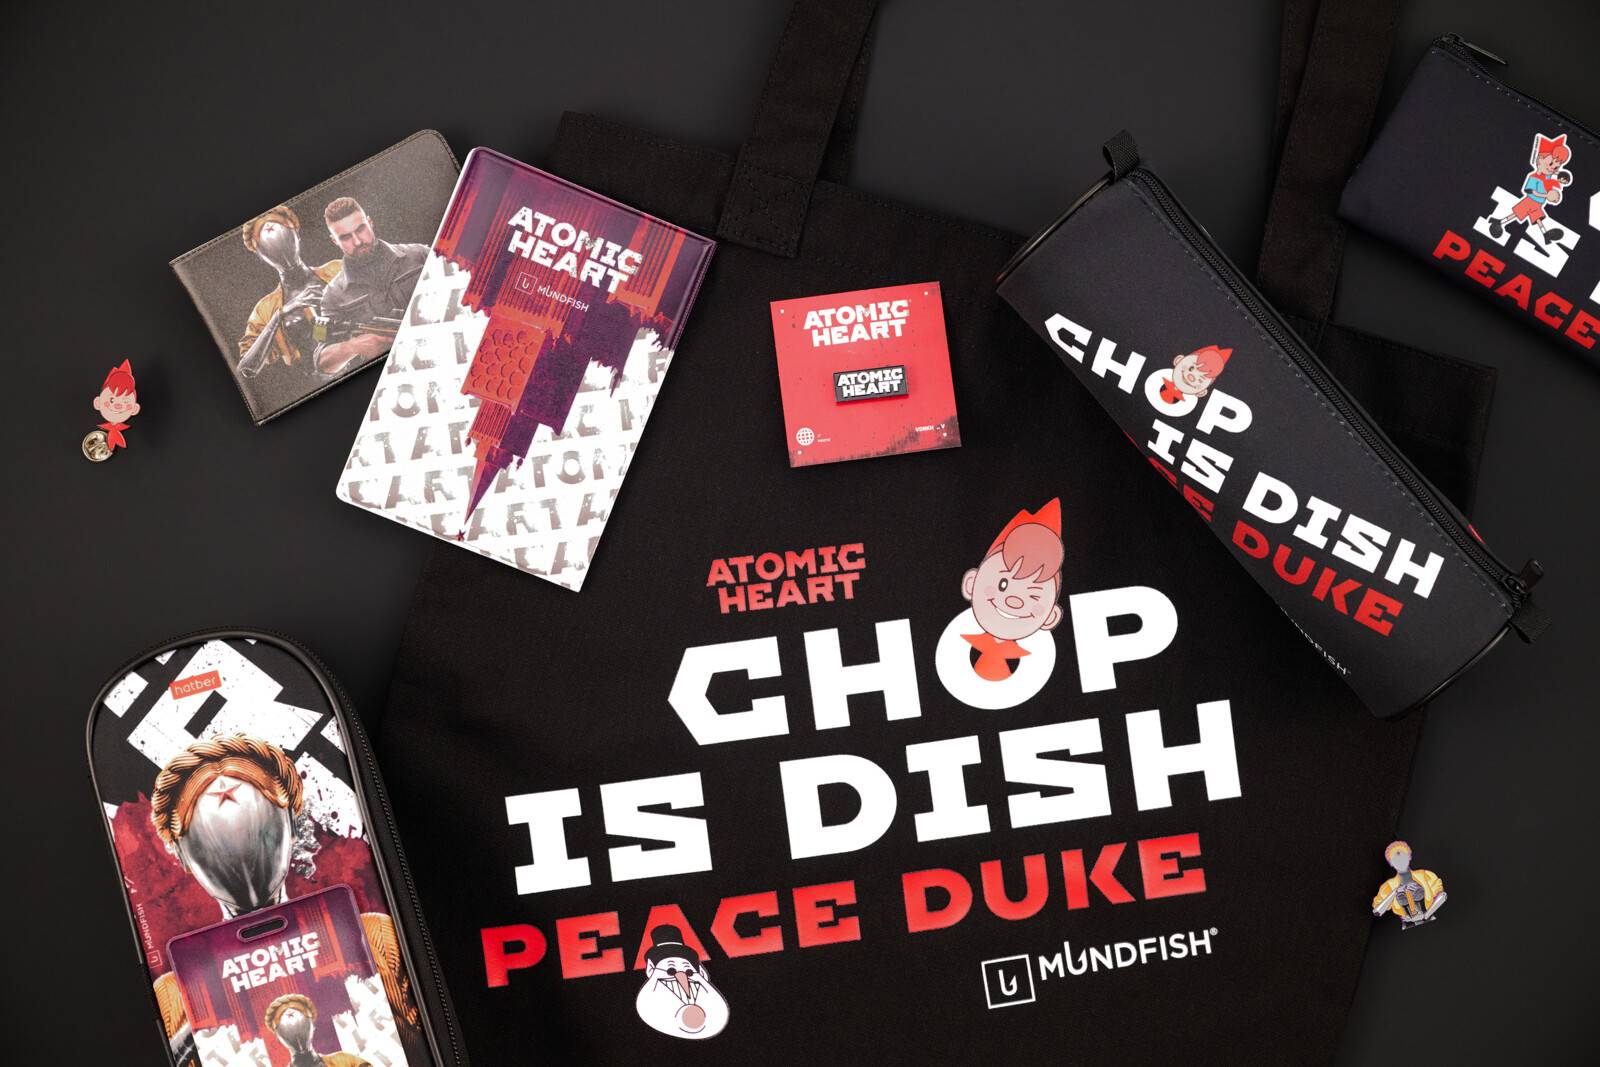 ATOMIC
HEART
MUNDFISH
ATOMIC
HEART
ATOMIC
HEART
IS
PEACE
CHOP
IS DISH
DUKE
ATOMIC
HEART
CHOP
IS DISH
PEACE DUKE
MUNDFISH®
hatber
MUNDFISH
ATOMIC
HEART